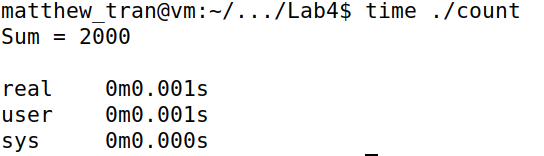 matthew_tran@vm:~/.../Lab4$ time ./count
Sum = 2000
real 0m0.001s
user 0m0.001s
sys 0m0.000s